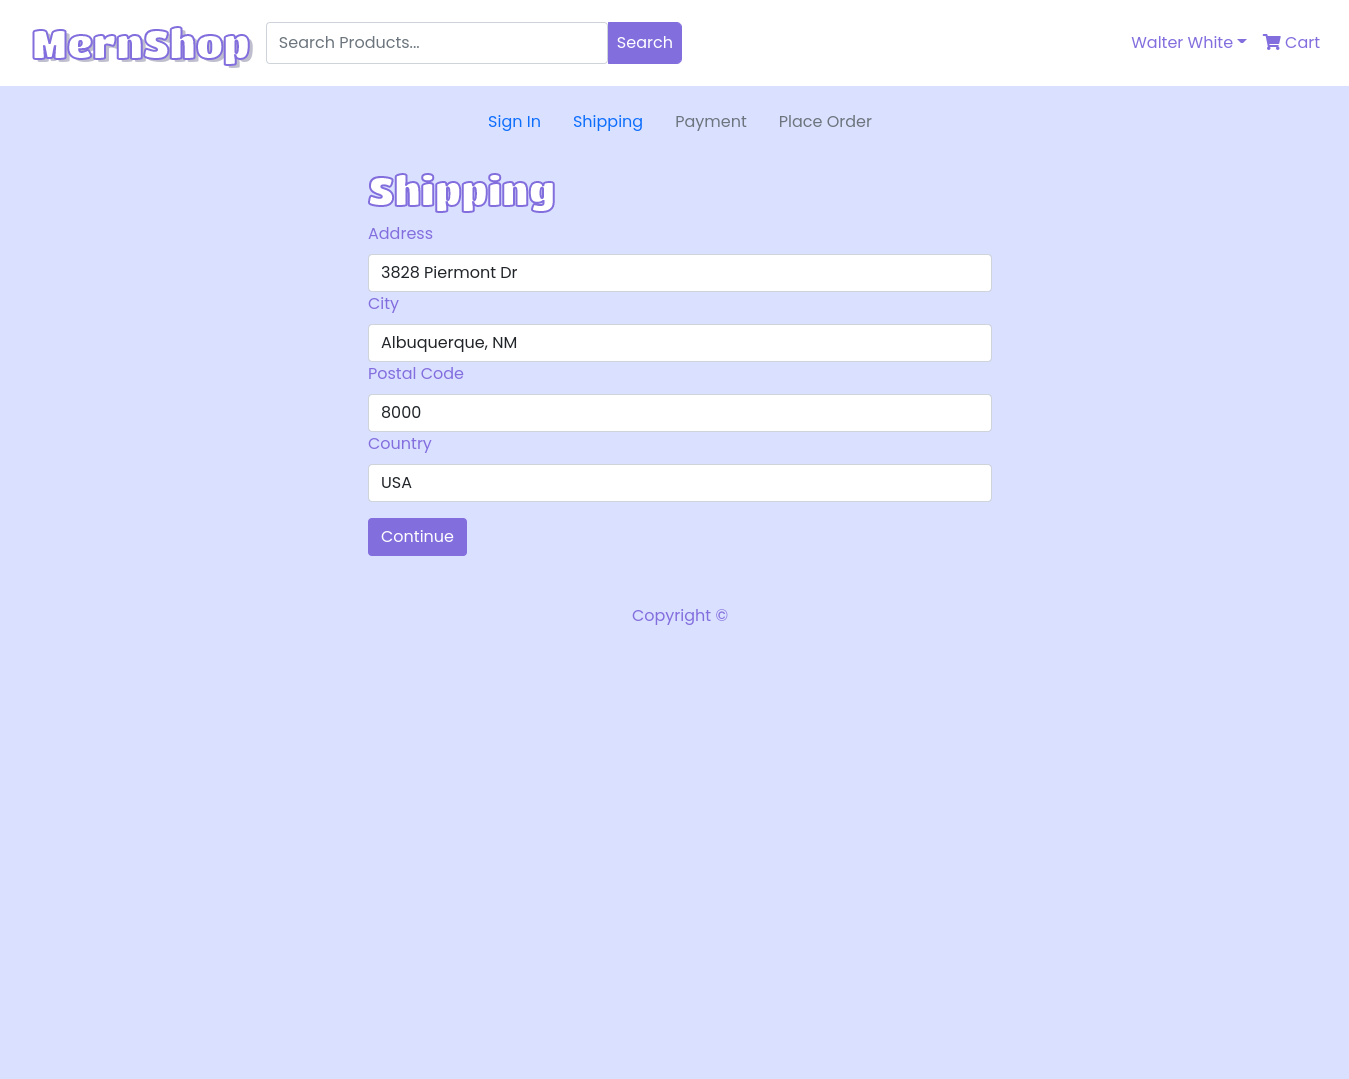 MernShop Search Products... Search Walter White Cart
Sign In Shipping Payment Place Order
Shipping
Address
3828 Piermont Dr
City
Albuquerque, NM
Postal Code
8000
Country
USA
Continue
Copyright ©